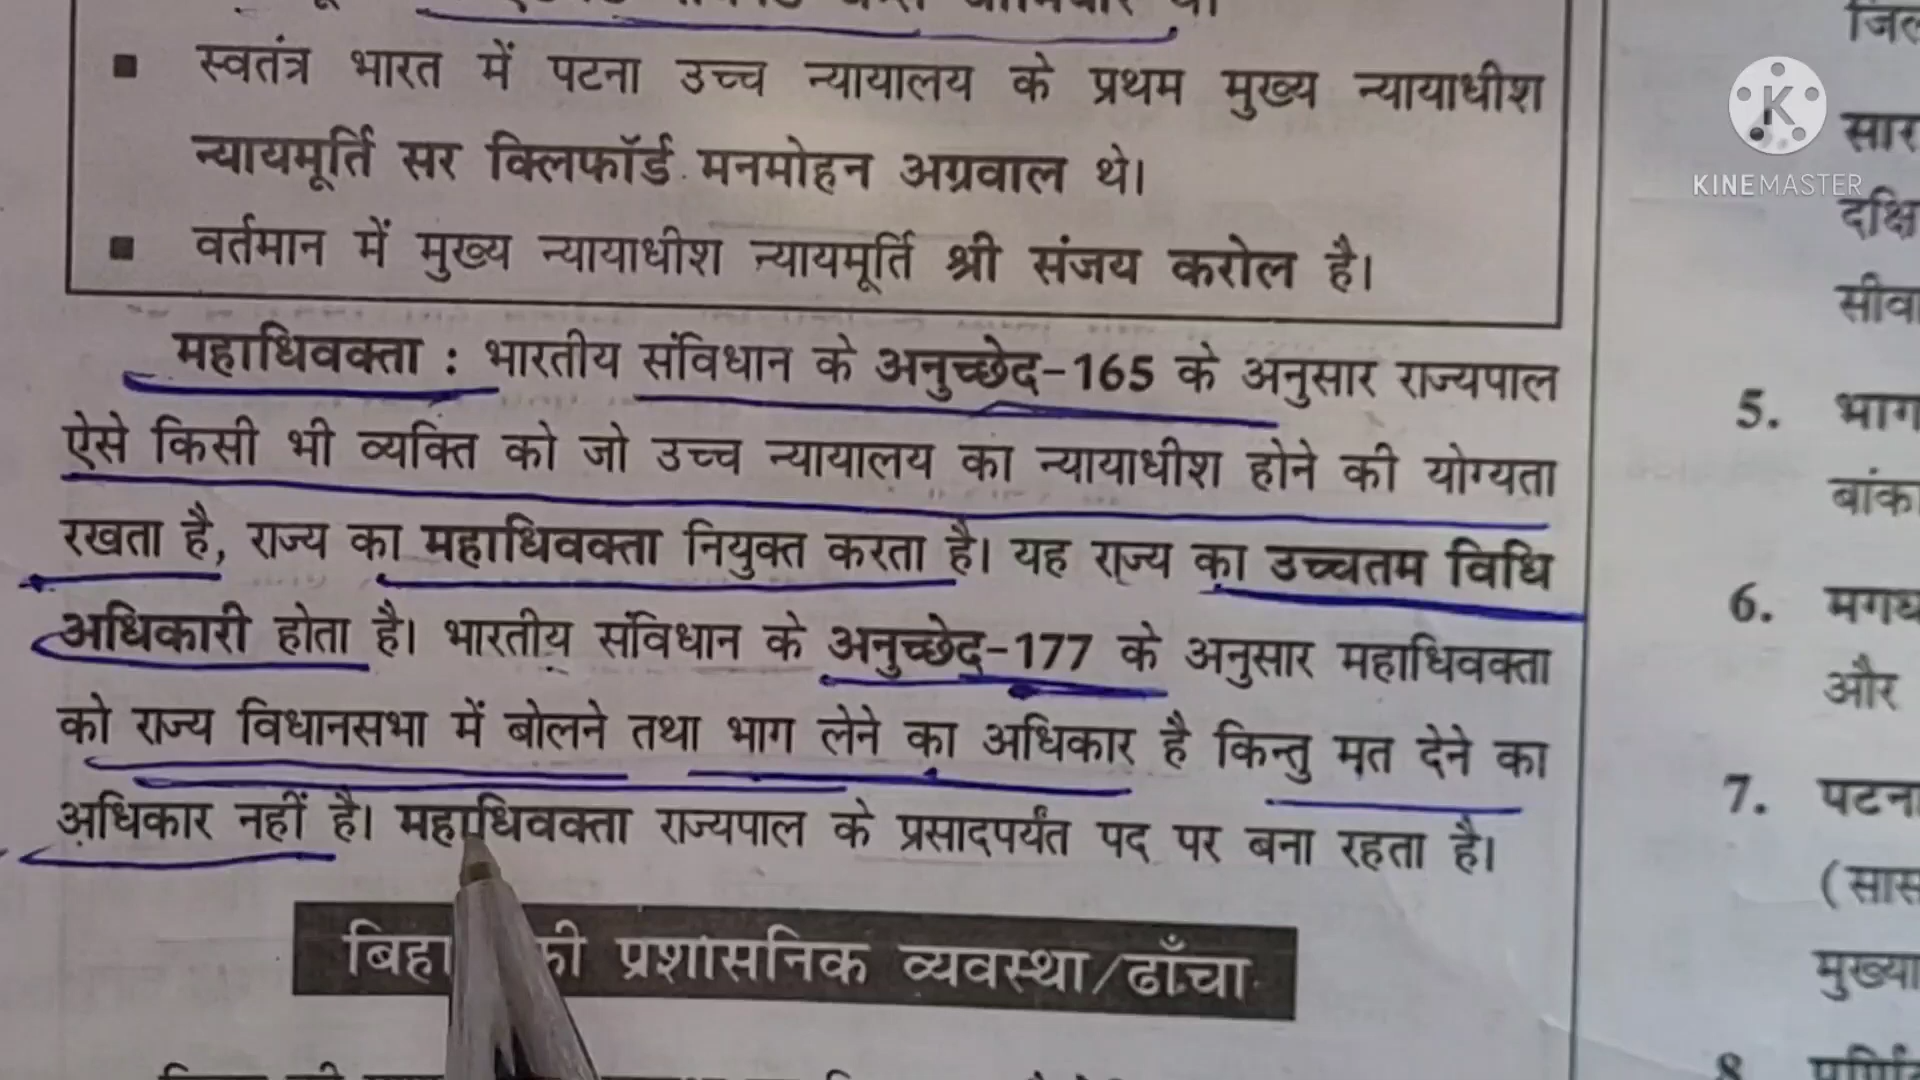 स्वतंत्र भारत में पटना उच्च न्यायालय के प्रथम मुख्य न्यायाधीश
न्यायमूर्ति सर क्लिफॉर्ड मनमोहन अग्रवाल थे।
वर्तमान में मुख्य न्यायाधीश न्यायमूर्ति श्री संजय करोल है।
महाधिवक्ता : भारतीय संविधान के अनुच्छेद-165 के अनुसार राज्यपाल
ऐसे किसी भी व्यक्ति को जो उच्च न्यायालय का न्यायाधीश होने की योग्यता
रखता है, राज्य का महाधिवक्ता नियुक्त करता है। यह राज्य का उच्चतम विधि
अधिकारी होता है। भारतीय संविधान के अनुच्छेद-177 के अनुसार महाधिवक्ता
को राज्य विधानसभा में बोलने तथा भाग लेने का अधिकार है किन्तु मत देने का
अधिकार नहीं है। महाधिवक्ता राज्यपाल के प्रसादपर्यंत पद पर बना रहता है।
प्रशासनिक व्यवस्था/ढाँचा
K
KINEMASTER
5.
6.
और
7.
8.